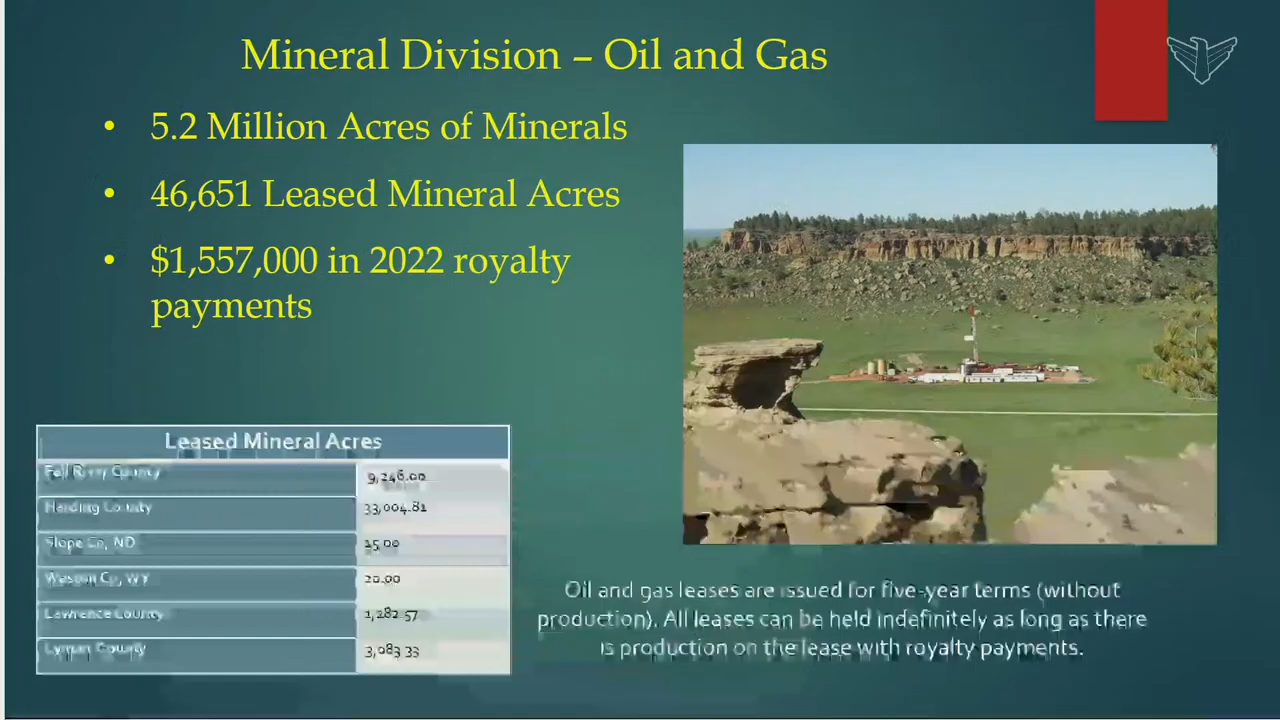 Mineral Division – Oil and Gas
• 5.2 Million Acres of Minerals
• 46,651 Leased Mineral Acres
• $1,557,000 in 2022 royalty
payments
Leased Mineral Acres
Fall River County 9,246.00
Harding County 33,004.81
Slope Co, ND 15.00
Weston Co, WY 20.00
Lawrence County 1,282.57
Lyman County 3,083.33
Oil and gas leases are issued for five-year terms (without
production). All leases can be held indefinitely as long as there
is production on the lease with royalty payments.